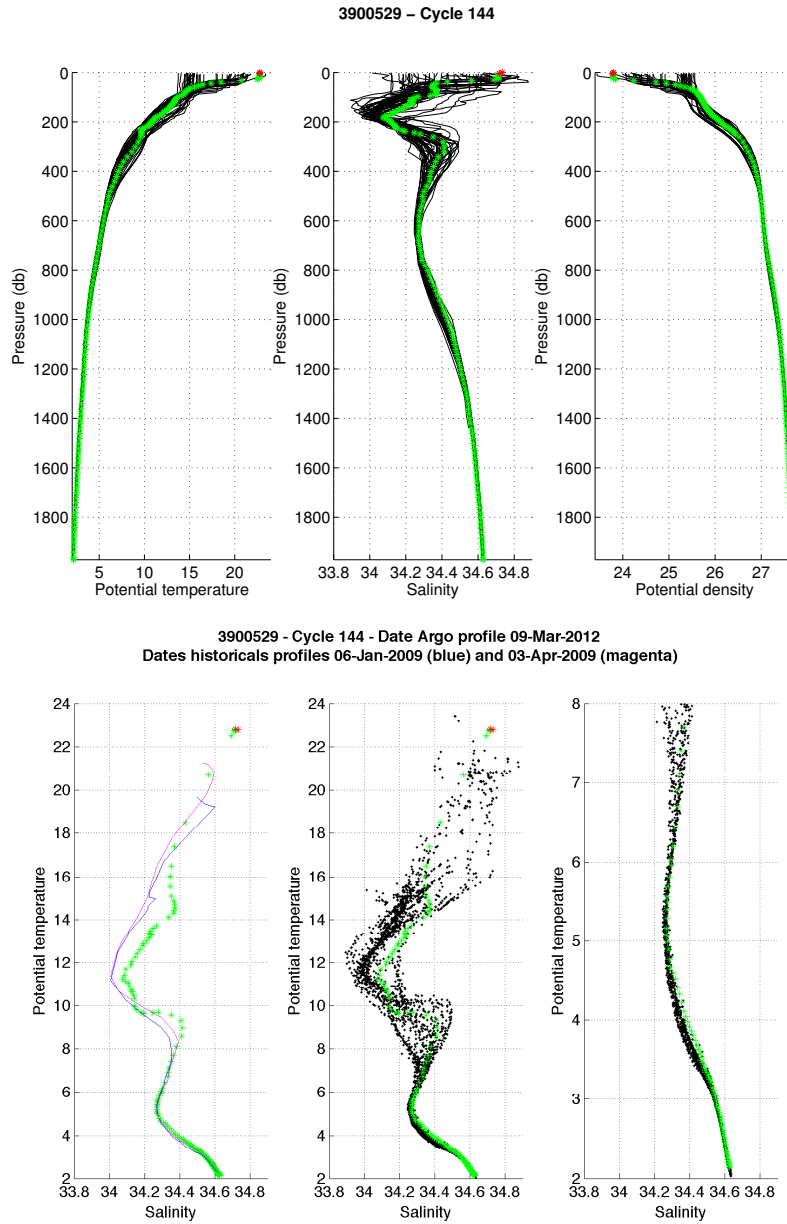 3900529 – Cycle 144
0
200
400
600
800
1000
1200
1400
1600
1800
Pressure (db)
5 10 15 20
Potential temperature
0
200
400
600
800
1000
1200
1400
1600
1800
Pressure (db)
33.8 34 34.2 34.4 34.6 34.8
Salinity
0
200
400
600
800
1000
1200
1400
1600
1800
Pressure (db)
24 25 26 27
Potential density
3900529 - Cycle 144 - Date Argo profile 09-Mar-2012
Dates historicals profiles 06-Jan-2009 (blue) and 03-Apr-2009 (magenta)
24
22
20
18
16
14
12
10
8
6
4
2
Potential temperature
33.8 34 34.2 34.4 34.6 34.8
Salinity
24
22
20
18
16
14
12
10
8
6
4
2
Potential temperature
33.8 34 34.2 34.4 34.6 34.8
Salinity
8
7
6
5
4
3
2
Potential temperature
33.8 34 34.2 34.4 34.6 34.8
Salinity